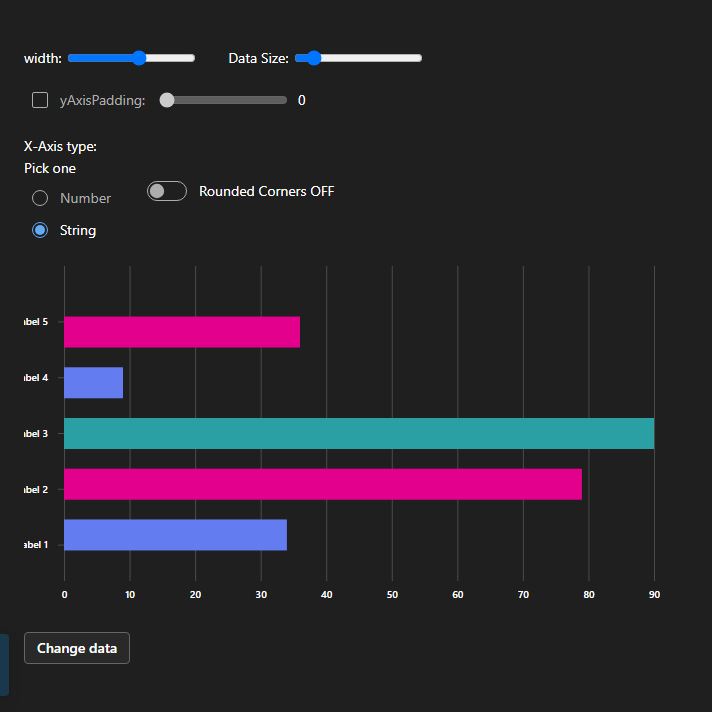 width: Data Size:
yAxisPadding: 0
X-Axis type:
Pick one
Number Rounded Corners OFF
String
abel 5
abel 4
abel 3
abel 2
abel 1
0 10 20 30 40 50 60 70 80 90
Change data